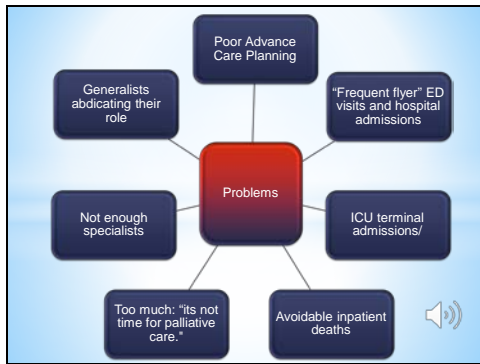 Poor Advance
Care Planning
Generalists
abdicating their
role
"Frequent flyer" ED
visits and hospital
admissions
Problems
Not enough
specialists
ICU terminal
admissions/
Too much: "its not
time for palliative
care."
Avoidable inpatient
deaths